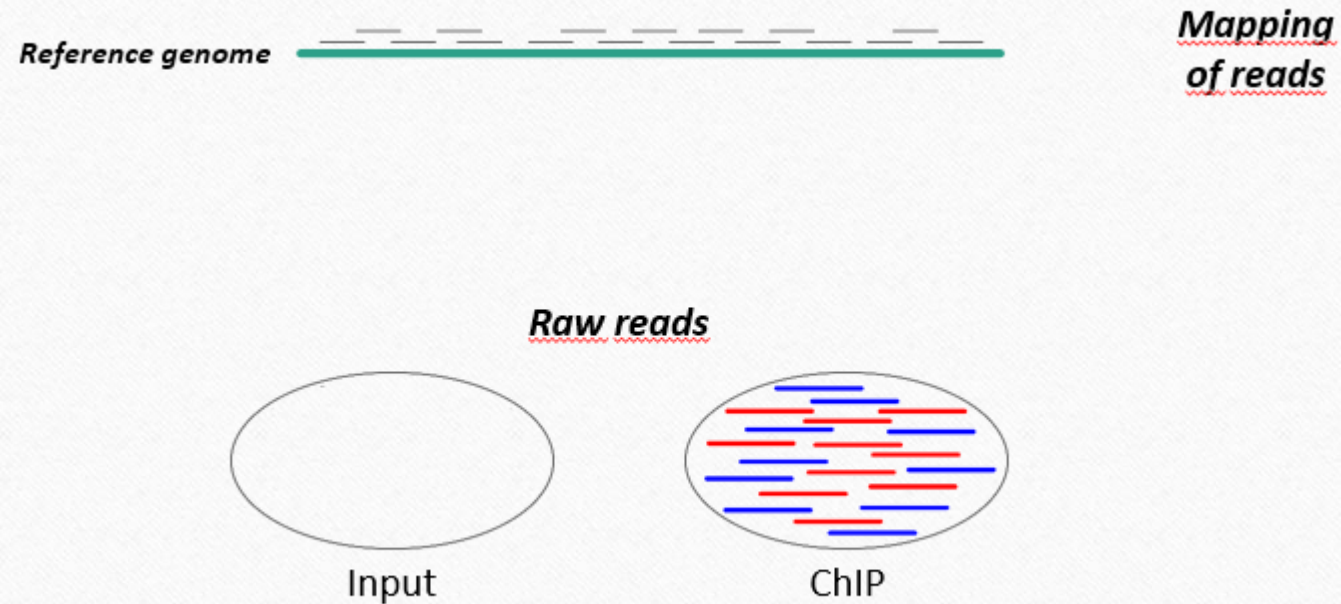 Reference genome
Mapping
of reads
Raw reads
Input
ChIP